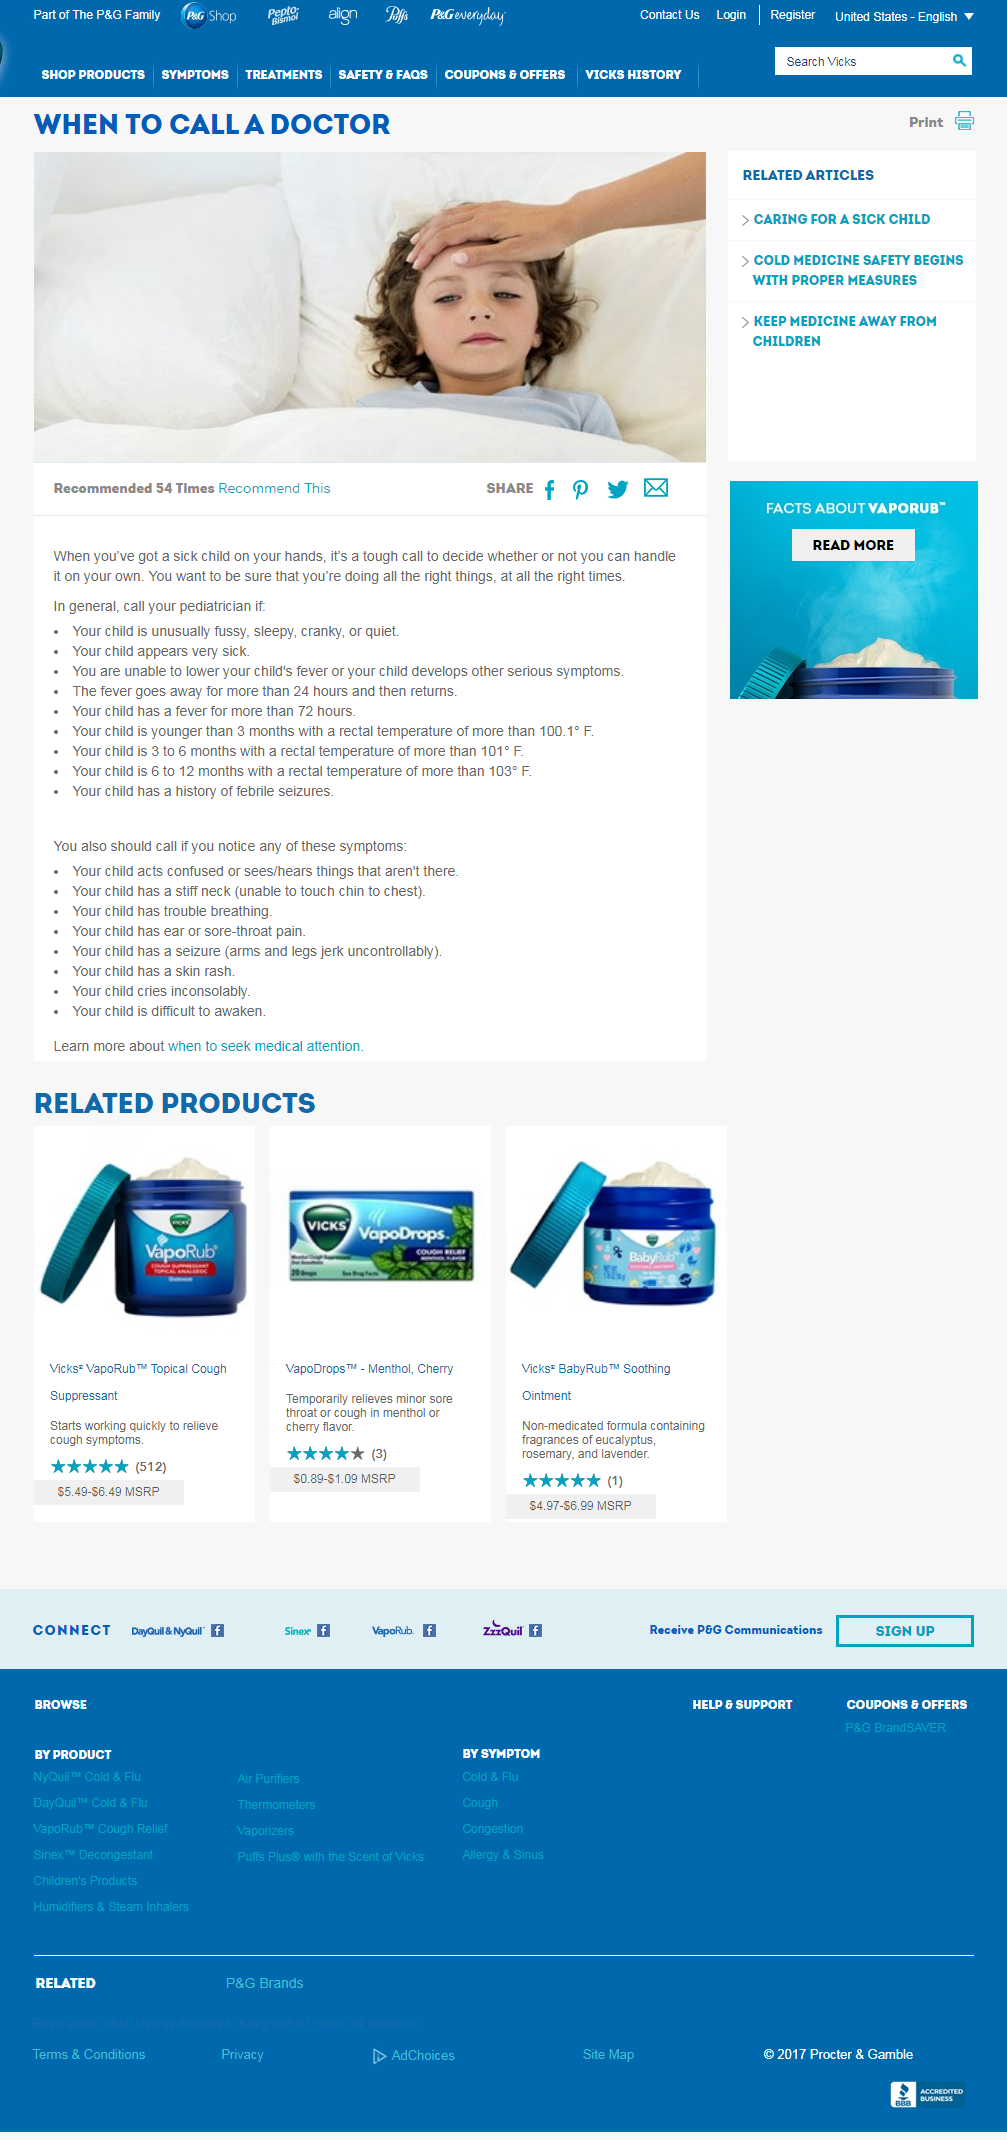 Part of The P&G Family
P&G Shop
Pepto Bismol
align
Puffs
P&G everyday
Contact Us
Login
Register
United States - English
SHOP PRODUCTS
SYMPTOMS
TREATMENTS
SAFETY & FAQS
COUPONS & OFFERS
VICKS HISTORY
Search Vicks
WHEN TO CALL A DOCTOR
Print
RELATED ARTICLES
CARING FOR A SICK CHILD
COLD MEDICINE SAFETY BEGINS
WITH PROPER MEASURES
KEEP MEDICINE AWAY FROM
CHILDREN
Recommended 54 Times Recommend This
SHARE
FACTS ABOUT VAPORUB™
READ MORE
When you've got a sick child on your hands, it's a tough call to decide whether or not you can handle
it on your own. You want to be sure that you're doing all the right things, at all the right times.
In general, call your pediatrician if:
• Your child is unusually fussy, sleepy, cranky, or quiet.
• Your child appears very sick.
• You are unable to lower your child's fever or your child develops other serious symptoms.
• The fever goes away for more than 24 hours and then returns.
• Your child has a fever for more than 72 hours.
• Your child is younger than 3 months with a rectal temperature of more than 100.1° F.
• Your child is 3 to 6 months with a rectal temperature of more than 101° F.
• Your child is 6 to 12 months with a rectal temperature of more than 103° F.
• Your child has a history of febrile seizures.
You also should call if you notice any of these symptoms:
• Your child acts confused or sees/hears things that aren't there.
• Your child has a stiff neck (unable to touch chin to chest).
• Your child has trouble breathing.
• Your child has ear or sore-throat pain.
• Your child has a seizure (arms and legs jerk uncontrollably).
• Your child has a skin rash.
• Your child cries inconsolably.
• Your child is difficult to awaken.
Learn more about when to seek medical attention.
RELATED PRODUCTS
VICKS
VapoRub
COUGH SUPPRESSANT
TOPICAL ANALGESIC
Ointment
Vicks® VapoRub™ Topical Cough
Suppressant
Starts working quickly to relieve
cough symptoms.
(512)
$5.49-$6.49 MSRP
VICKS
VapoDrops
COUGH RELIEF
MENTHOL FLAVOR
20 Drops
See Drug Facts
VapoDrops™ - Menthol, Cherry
Temporarily relieves minor sore
throat or cough in menthol or
cherry flavor.
(3)
$0.89-$1.09 MSRP
BabyRub
Vicks® BabyRub™ Soothing
Ointment
Non-medicated formula containing
fragrances of eucalyptus,
rosemary, and lavender.
(1)
$4.97-$6.99 MSRP
CONNECT
DayQuil & NyQuil
Sinex
VapoRub
ZzzQuil
Receive P&G Communications
SIGN UP
BROWSE
HELP & SUPPORT
COUPONS & OFFERS
P&G BrandSAVER
BY PRODUCT
NyQuil™ Cold & Flu
DayQuil™ Cold & Flu
VapoRub™ Cough Relief
Sinex™ Decongestant
Children's Products
Humidifiers & Steam Inhalers
Air Purifiers
Thermometers
Vaporizers
Puffs Plus® with the Scent of Vicks
BY SYMPTOM
Cold & Flu
Cough
Congestion
Allergy & Sinus
RELATED
P&G Brands
Terms & Conditions
Privacy
AdChoices
Site Map
© 2017 Procter & Gamble
BBB
ACCREDITED
BUSINESS